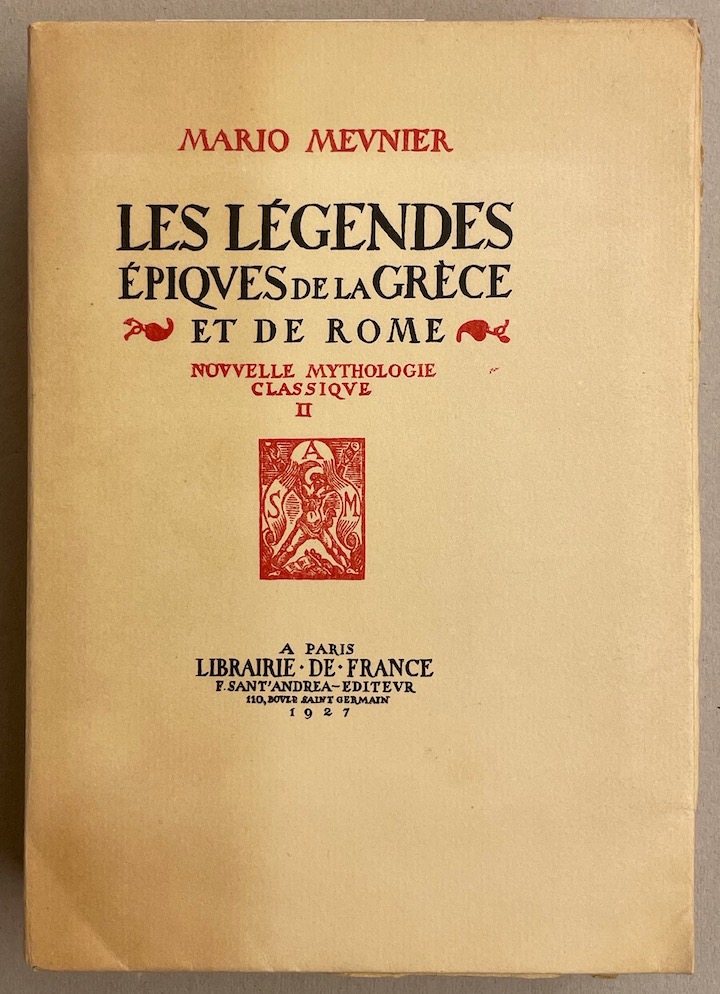 MARIO MEVNIER
LES LÉGENDES
ÉPIQVES DE LA GRÈCE
ET DE ROME
NOVVELLE MYTHOLOGIE
CLASSIQVE
II
A
S M
A PARIS
LIBRAIRIE · DE · FRANCE
F. SANT'ANDREA-EDITEVR
110, BOVLD SAINT GERMAIN
1927